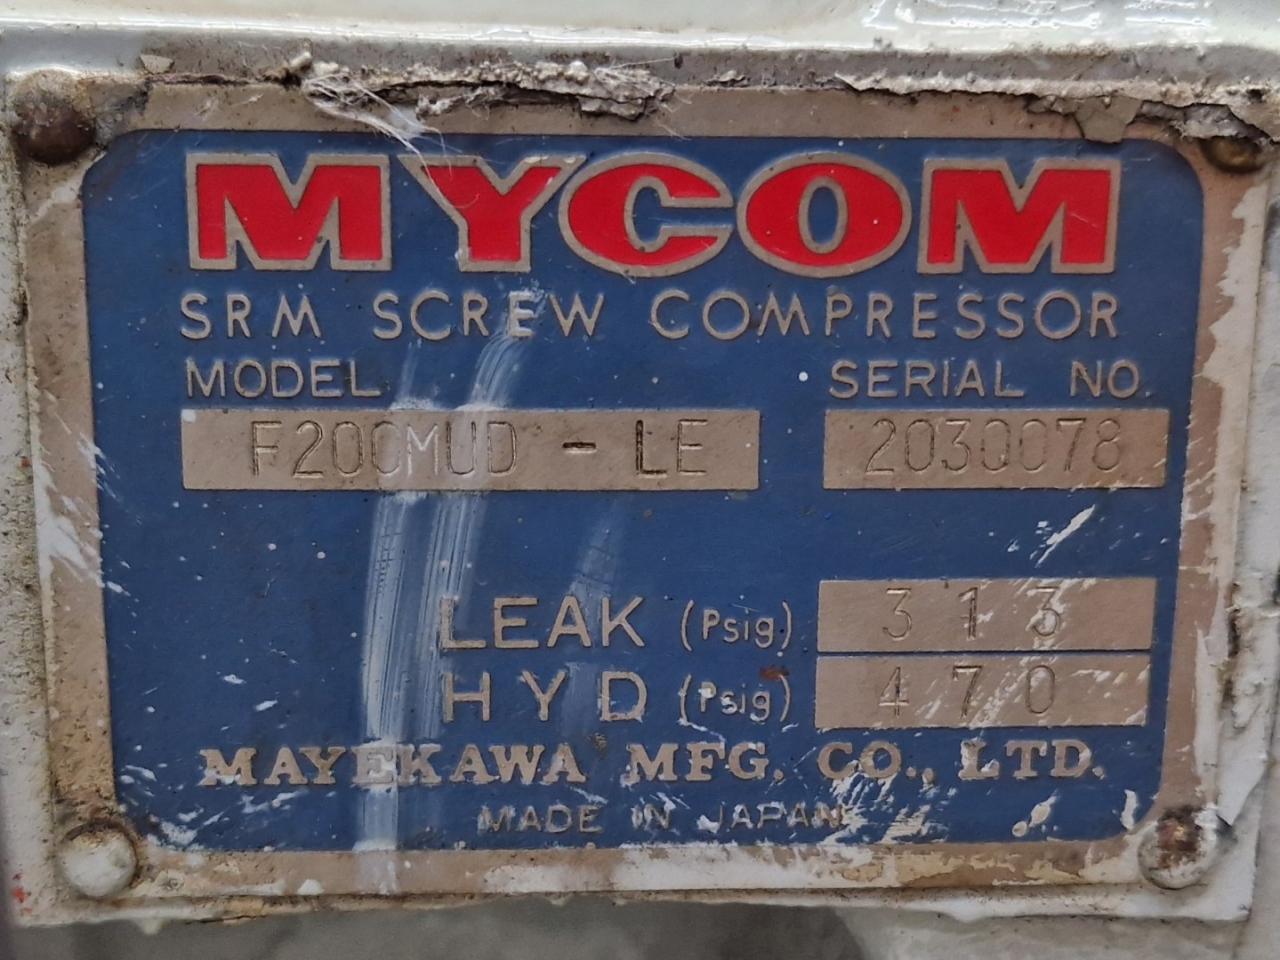 MYCOM
SRM SCREW COMPRESSOR
MODEL SERIAL NO.
F200MUD - LE 2030078
LEAK (Psig) 313
HYD (Psig) 470
MAYEKAWA MFG. CO., LTD.
MADE IN JAPAN